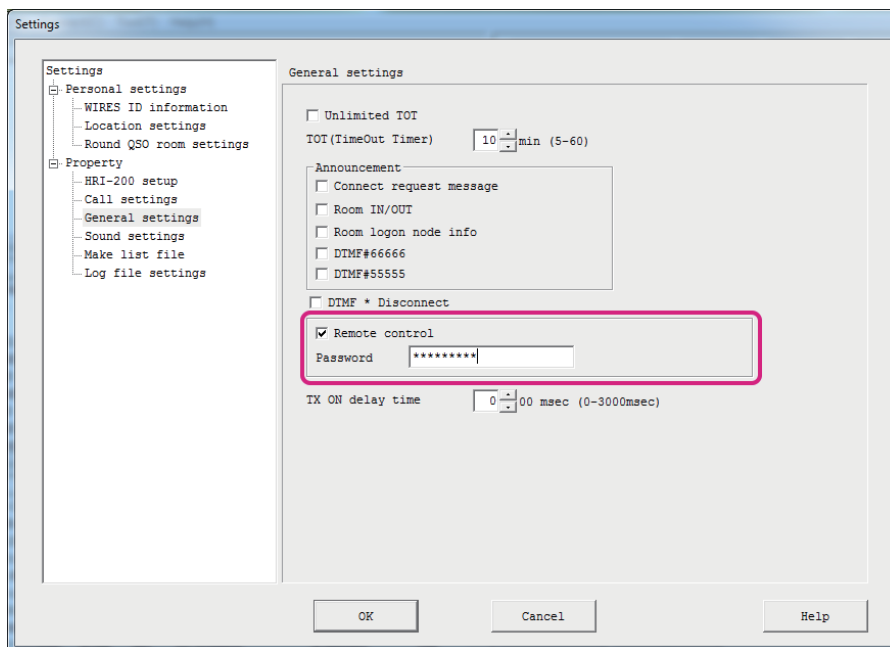 Settings
Settings
Personal settings
WIRES ID information
Location settings
Round QSO room settings
Property
HRI-200 setup
Call settings
General settings
Sound settings
Make list file
Log file settings
General settings
Unlimited TOT
TOT(TimeOut Timer) 10 min (5-60)
Announcement
Connect request message
Room IN/OUT
Room logon node info
DTMF#66666
DTMF#55555
DTMF * Disconnect
Remote control
Password *********
TX ON delay time 0 00 msec (0-3000msec)
OK Cancel Help